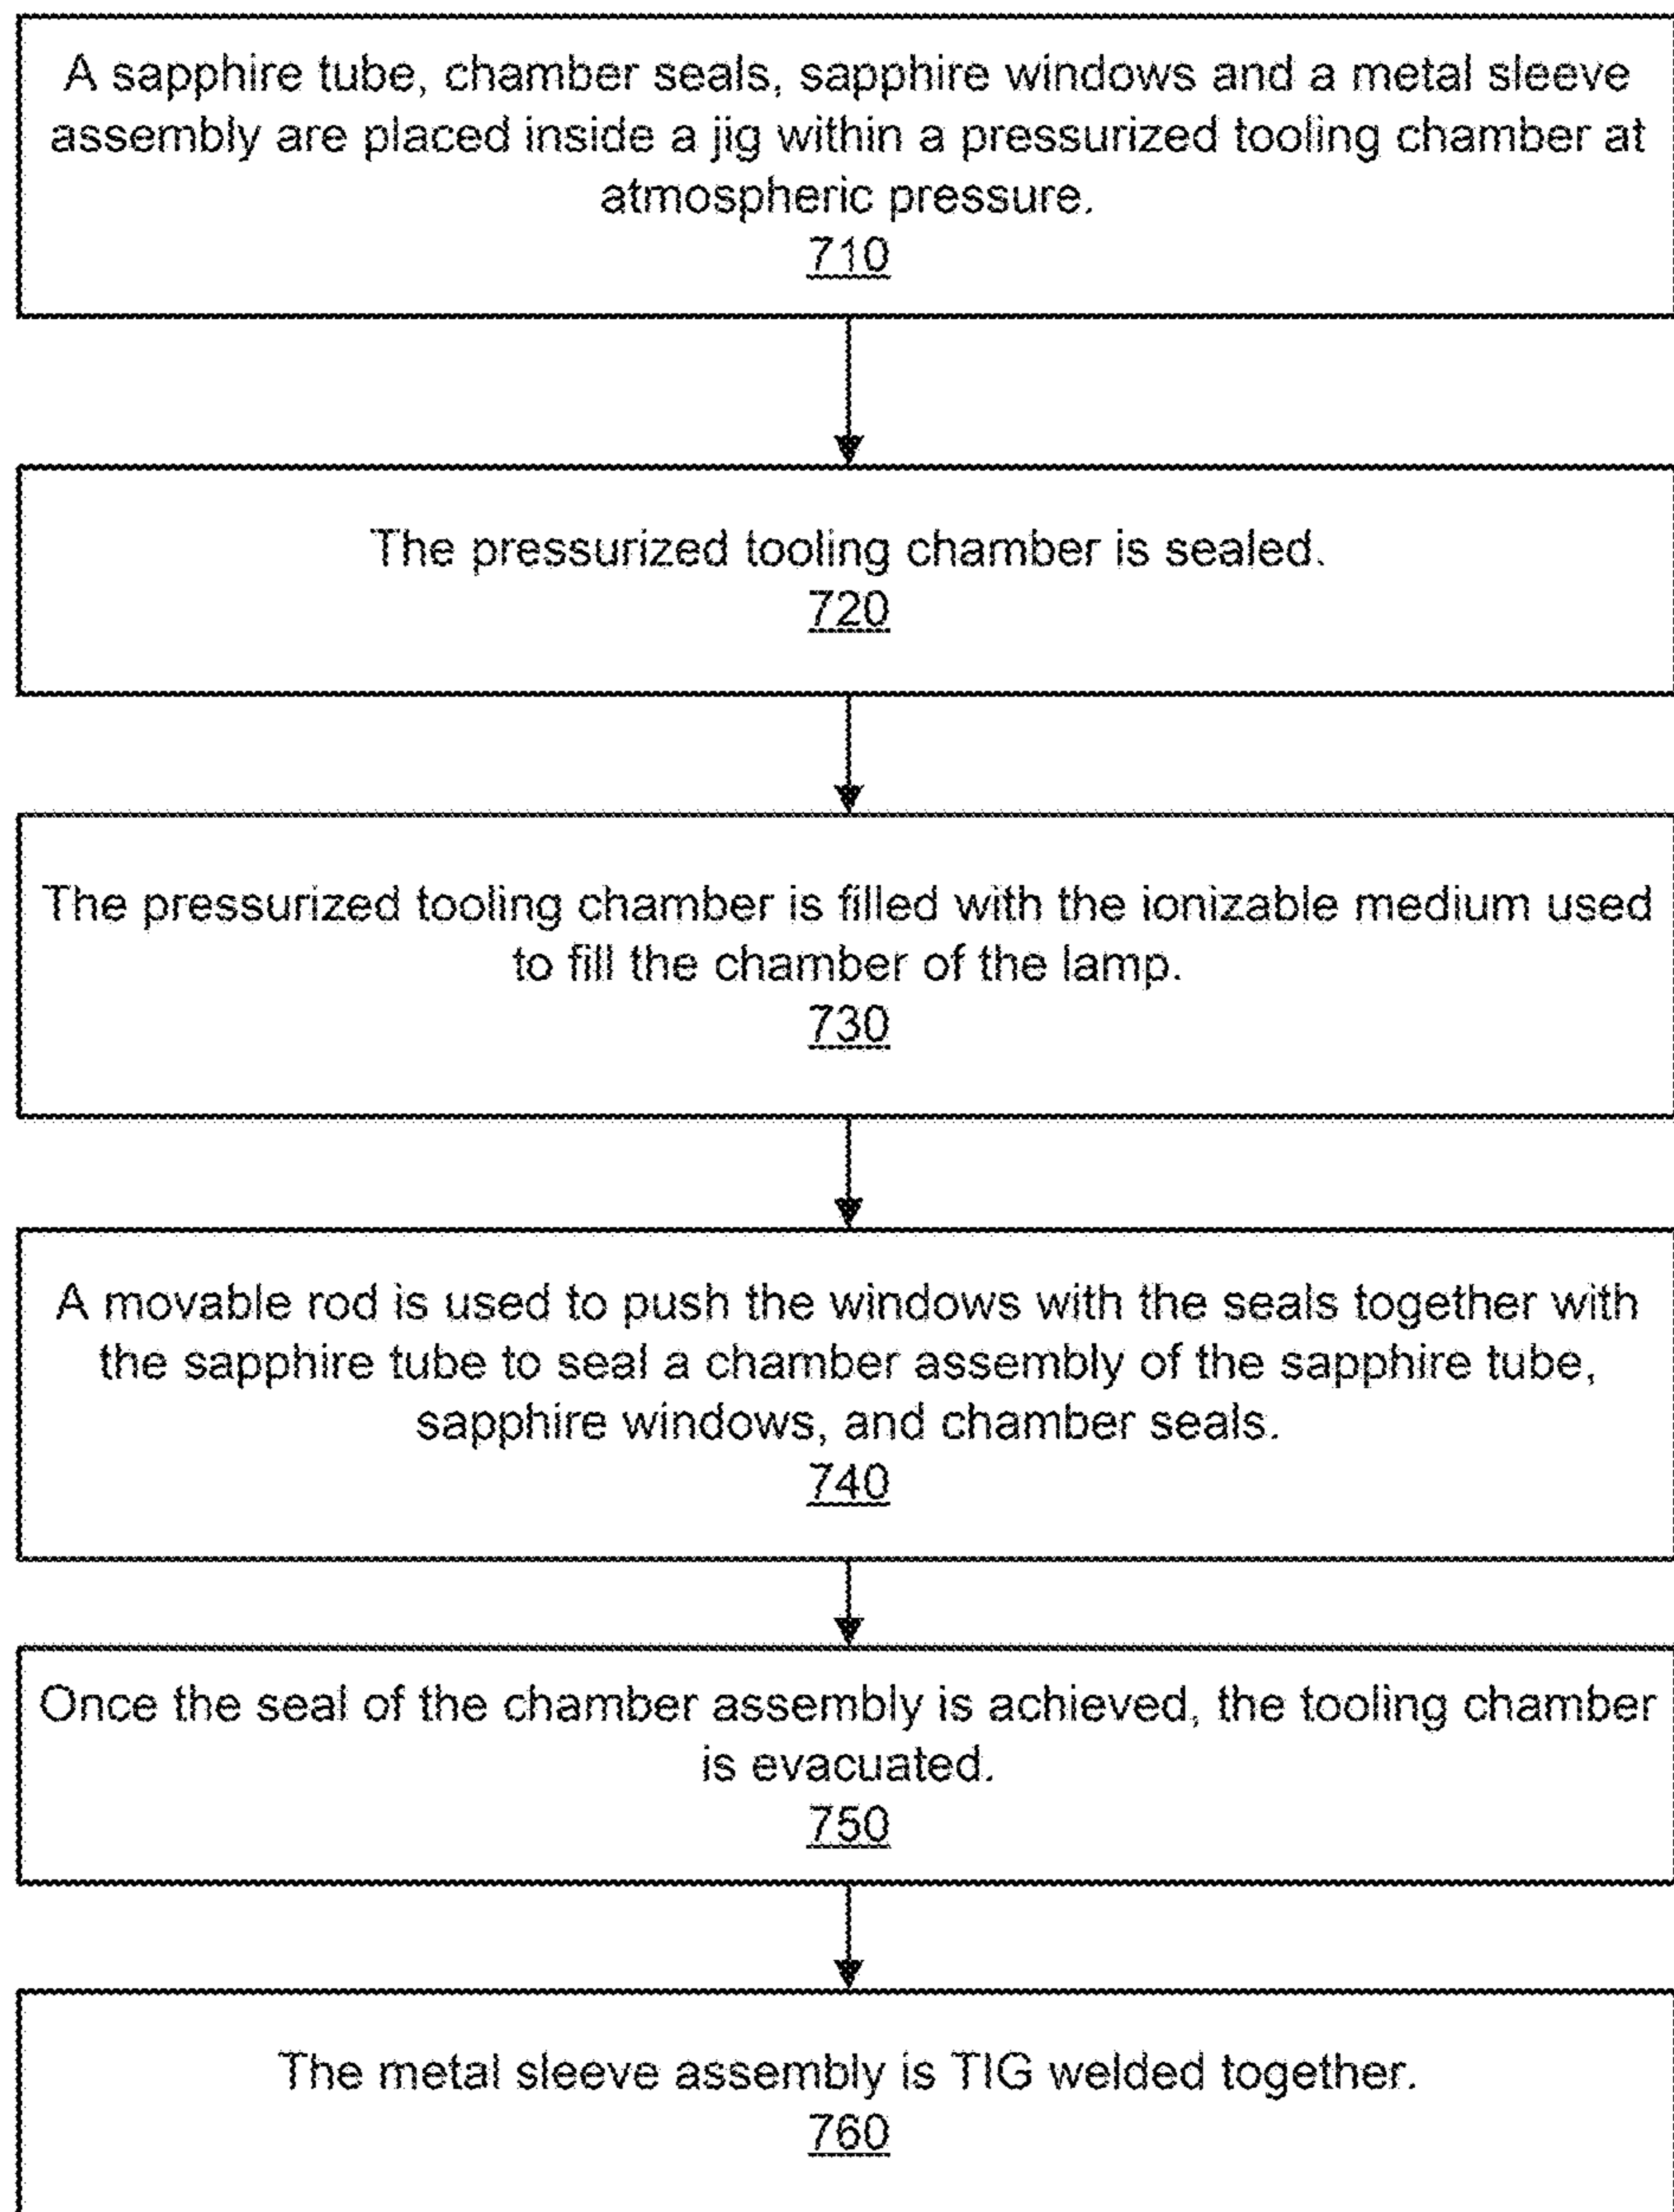 A sapphire tube, chamber seals, sapphire windows and a metal sleeve
assembly are placed inside a jig within a pressurized tooling chamber at
atmospheric pressure.
710
The pressurized tooling chamber is sealed.
720
The pressurized tooling chamber is filled with the ionizable medium used
to fill the chamber of the lamp.
730
A movable rod is used to push the windows with the seals together with
the sapphire tube to seal a chamber assembly of the sapphire tube,
sapphire windows, and chamber seals.
740
Once the seal of the chamber assembly is achieved, the tooling chamber
is evacuated.
750
The metal sleeve assembly is TIG welded together.
760